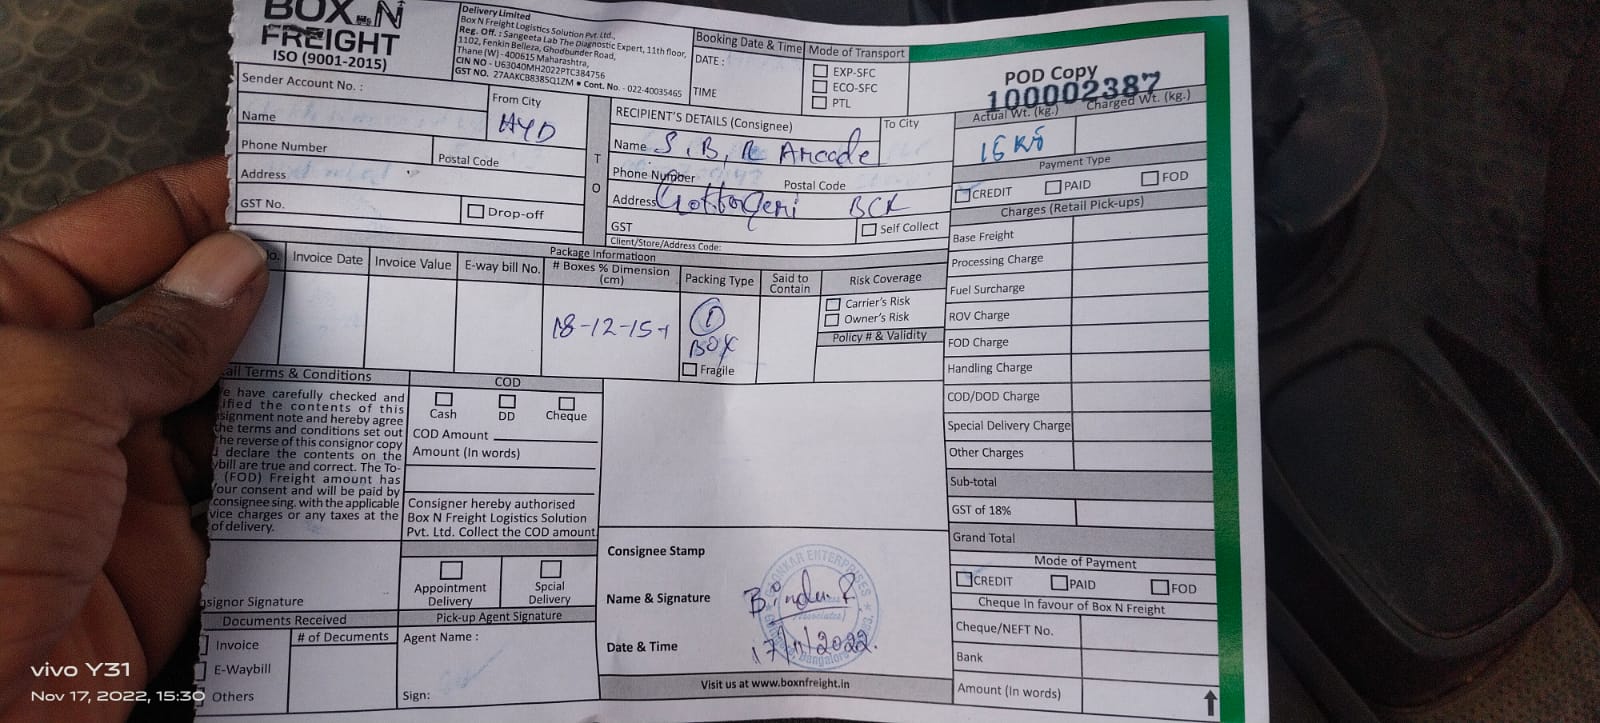 BOX N
FREIGHT
ISO (9001-2015)
Delivery Limited
Box N Freight Logistics Solution Pvt. Ltd.,
Reg. Off. : Sangeeta Lab The Diagnostic Expert, 11th floor,
1102, Fenkin Belleza, Ghodbunder Road,
Thane (W) - 400615 Maharashtra,
CIN NO - U63040MH2022PTC384756
GST NO. 27AAKCB8385Q1ZM • Cont. No. - 022-40035465
Booking Date & Time
DATE :
TIME
Mode of Transport
EXP-SFC
ECO-SFC
PTL
POD Copy
100002387
Sender Account No. :
From City
HYD
Name
Phone Number
Postal Code
Address
GST No.
Drop-off
T
O
RECIPIENT'S DETAILS (Consignee)
To City
Name S.B.R Arcade
Phone Number
Postal Code
Address
GST
Self Collect
Client/Store/Address Code:
Actual Wt. (kg.)
Charged Wt. (kg.)
15 KG
Payment Type
CREDIT
PAID
FOD
Charges (Retail Pick-ups)
Base Freight
Processing Charge
Fuel Surcharge
ROV Charge
FOD Charge
Handling Charge
COD/DOD Charge
Special Delivery Charge
Other Charges
Sub-total
GST of 18%
Grand Total
Mode of Payment
CREDIT
PAID
FOD
Cheque In favour of Box N Freight
Cheque/NEFT No.
Bank
Amount (In words)
Package Informatioon
Invoice Date
Invoice Value
E-way bill No.
# Boxes % Dimension
(cm)
Packing Type
Said to
Contain
Risk Coverage
18-12-15-1
1
BOX
Fragile
Carrier's Risk
Owner's Risk
Policy # & Validity
ail Terms & Conditions
e have carefully checked and
ified the contents of this
signment note and hereby agree
the terms and conditions set out
he reverse of this consignor copy
declare the contents on the
ybill are true and correct. The To-
(FOD) Freight amount has
our consent and will be paid by
consignee sing. with the applicable
vice charges or any taxes at the
of delivery.
signor Signature
COD
Cash
DD
Cheque
COD Amount
Amount (In words)
Consigner hereby authorised
Box N Freight Logistics Solution
Pvt. Ltd. Collect the COD amount.
Appointment
Delivery
Spcial
Delivery
Documents Received
# of Decuments
Invoice
E-Waybill
Others
Pick-up Agent Signature
Agent Name :
Sign:
Consignee Stamp
Name & Signature
Bindu R
Date & Time
17/11/2022.
Visit us at www.boxnfreight.in
vivo Y31
Nov 17, 2022, 15:30